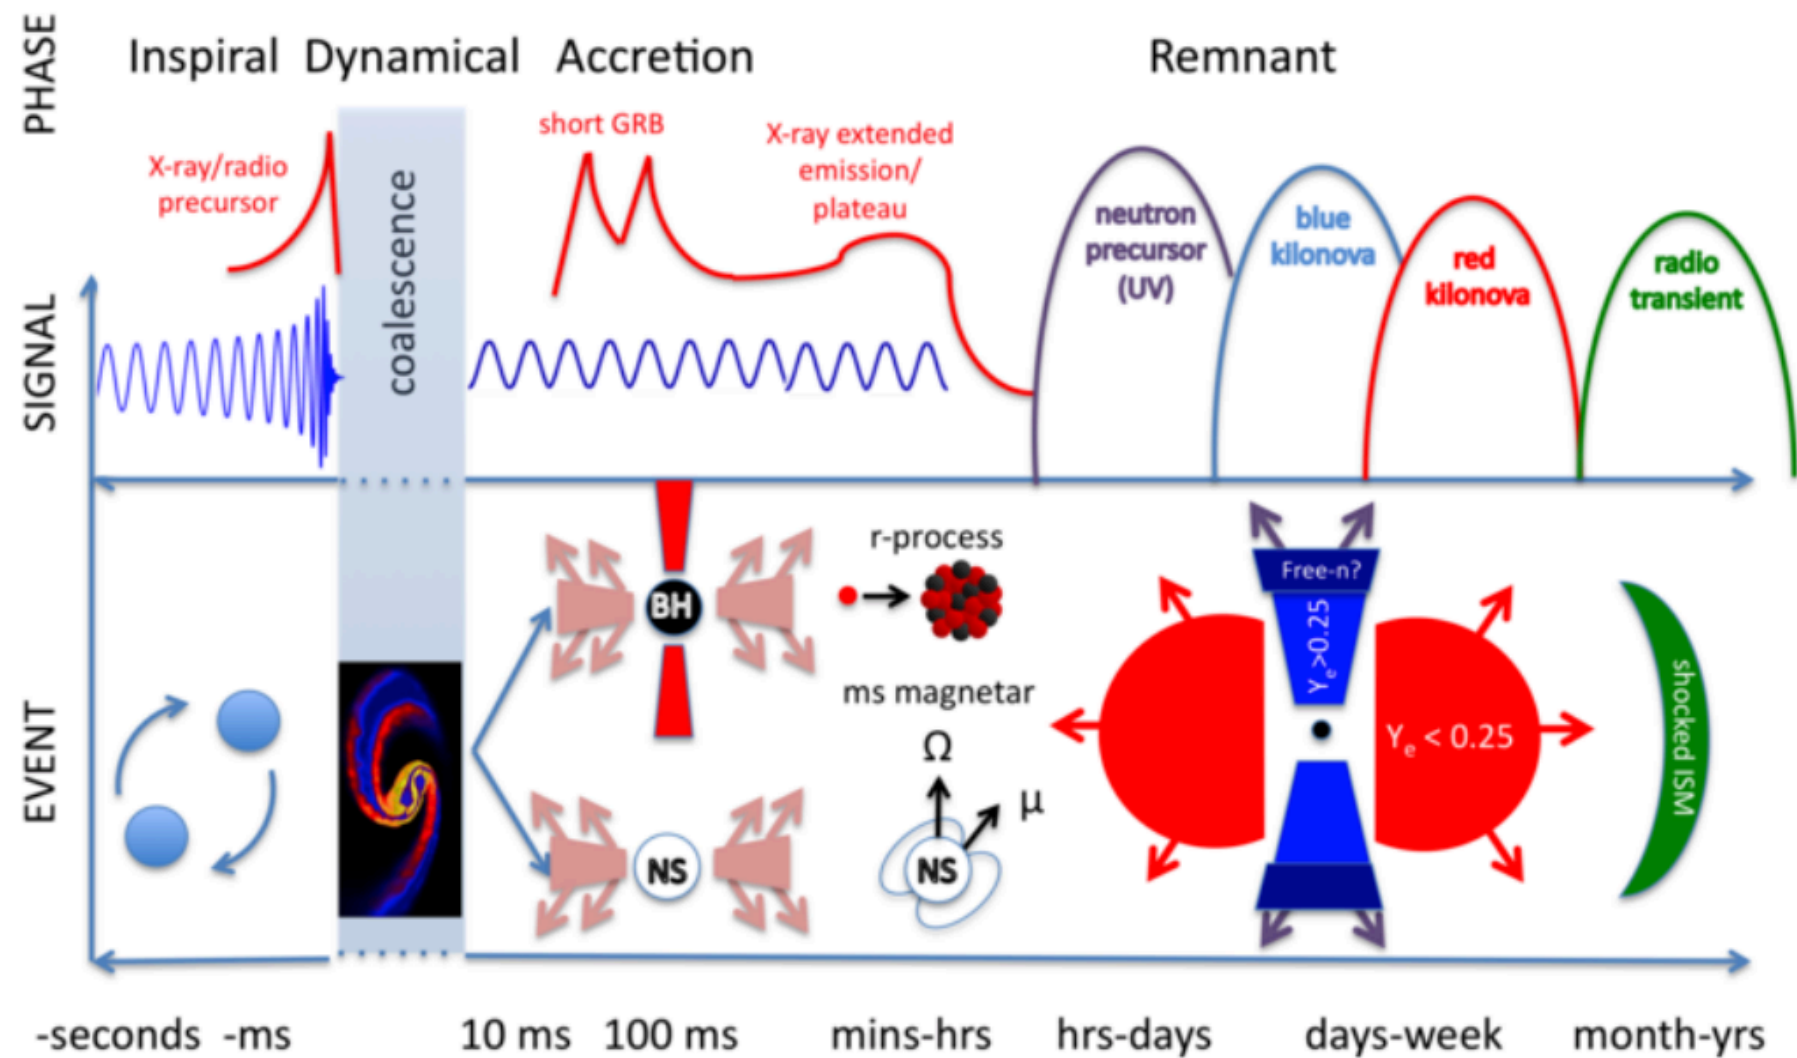 PHASE
Inspiral
Dynamical
Accretion
Remnant
SIGNAL
X-ray/radio
precursor
coalescence
short GRB
X-ray extended
emission/
plateau
neutron
precursor
(UV)
blue
kilonova
red
kilonova
radio
transient
EVENT
BH
NS
r-process
ms magnetar
Ω
μ
NS
Free-n?
Ye>0.25
Ye < 0.25
shocked ISM
-seconds
-ms
10 ms
100 ms
mins-hrs
hrs-days
days-week
month-yrs